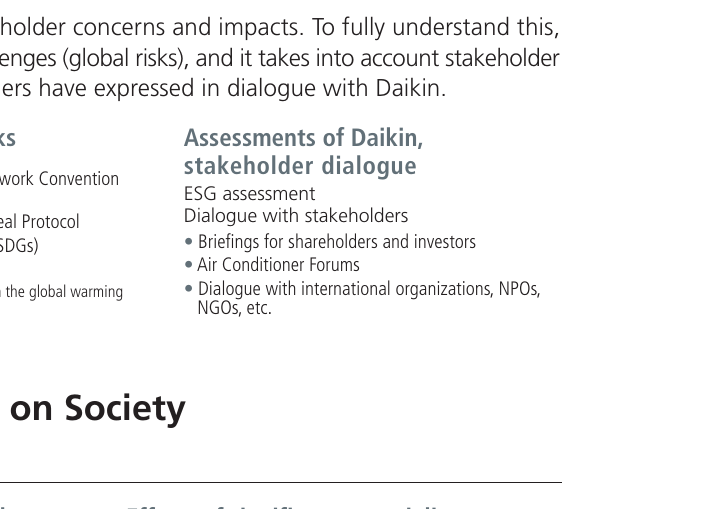 holder concerns and impacts. To fully understand this,
enges (global risks), and it takes into account stakeholder
ers have expressed in dialogue with Daikin.
ks
work Convention
eal Protocol
SDGs)
the global warming
Assessments of Daikin,
stakeholder dialogue
ESG assessment
Dialogue with stakeholders
• Briefings for shareholders and investors
• Air Conditioner Forums
• Dialogue with international organizations, NPOs,
NGOs, etc.
on Society